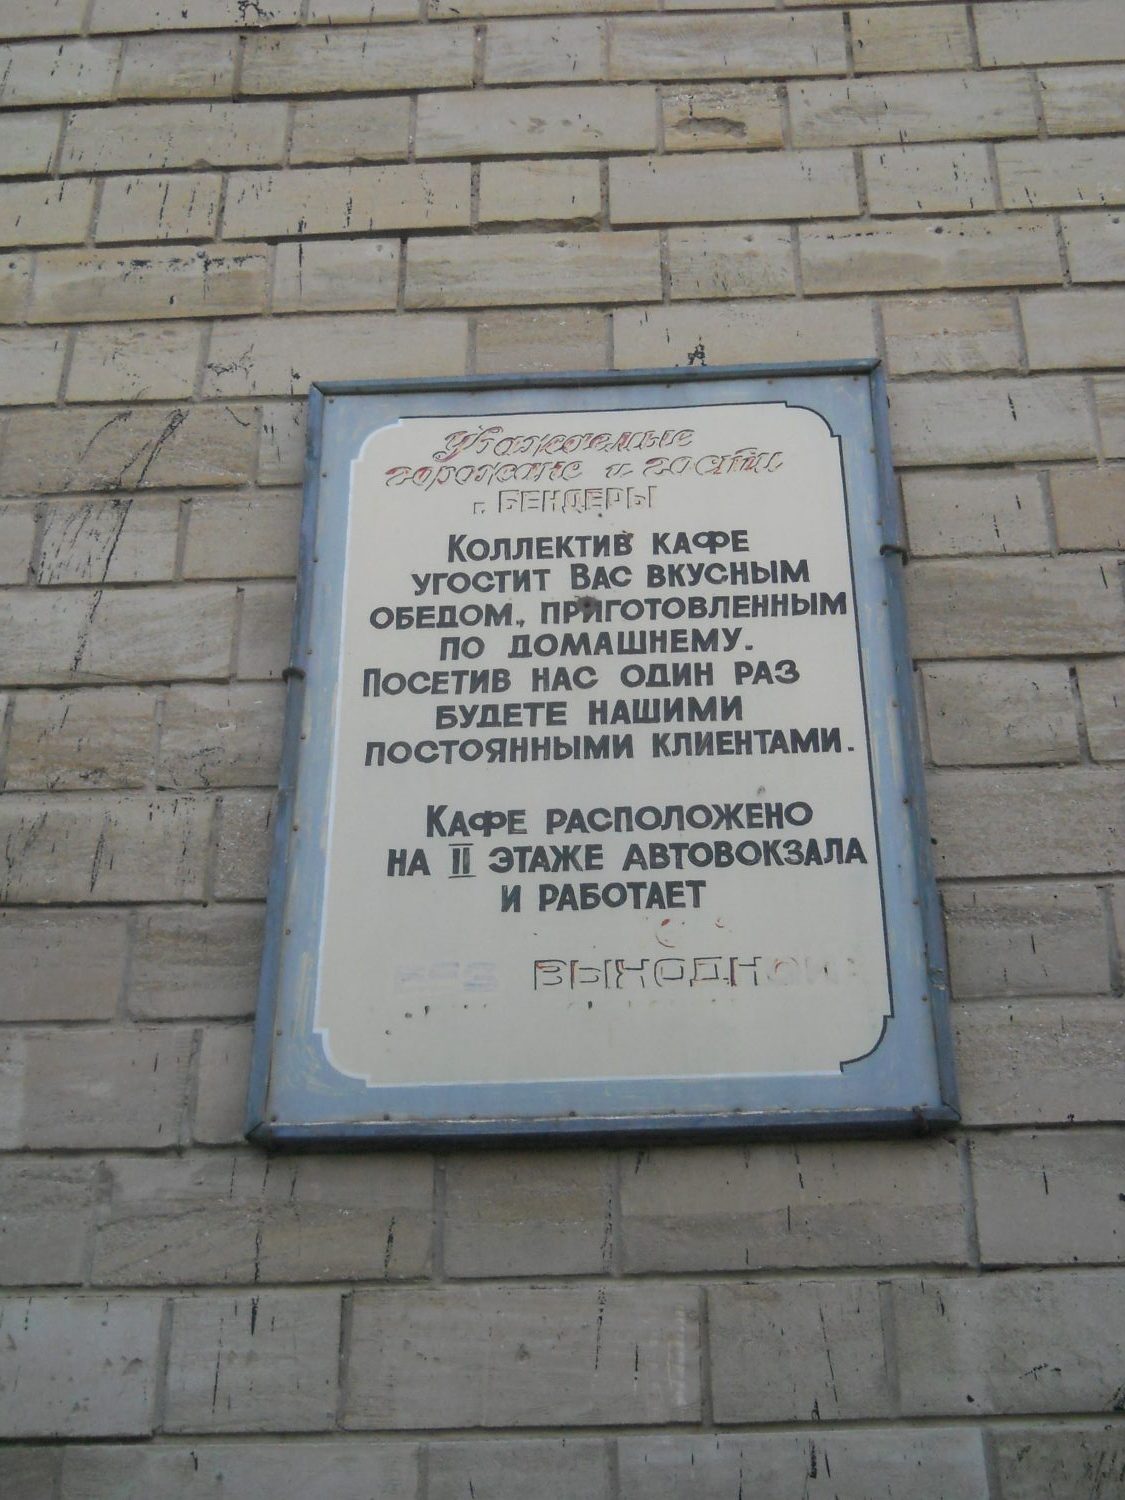 Уважаемые
горожане и гости
г. БЕНДЕРЫ
КОЛЛЕКТИВ КАФЕ
УГОСТИТ ВАС ВКУСНЫМ
ОБЕДОМ, ПРИГОТОВЛЕННЫМ
ПО ДОМАШНЕМУ.
ПОСЕТИВ НАС ОДИН РАЗ
БУДЕТЕ НАШИМИ
ПОСТОЯННЫМИ КЛИЕНТАМИ.
КАФЕ РАСПОЛОЖЕНО
НА II ЭТАЖЕ АВТОВОКЗАЛА
И РАБОТАЕТ
ВЫХОДНОЙ